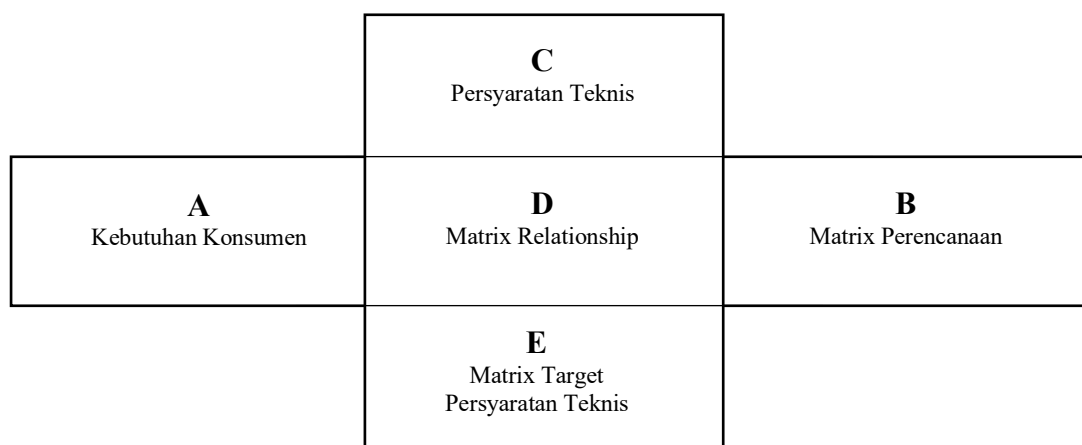 C
Persyaratan Teknis
A
Kebutuhan Konsumen
D
Matrix Relationship
B
Matrix Perencanaan
E
Matrix Target
Persyaratan Teknis